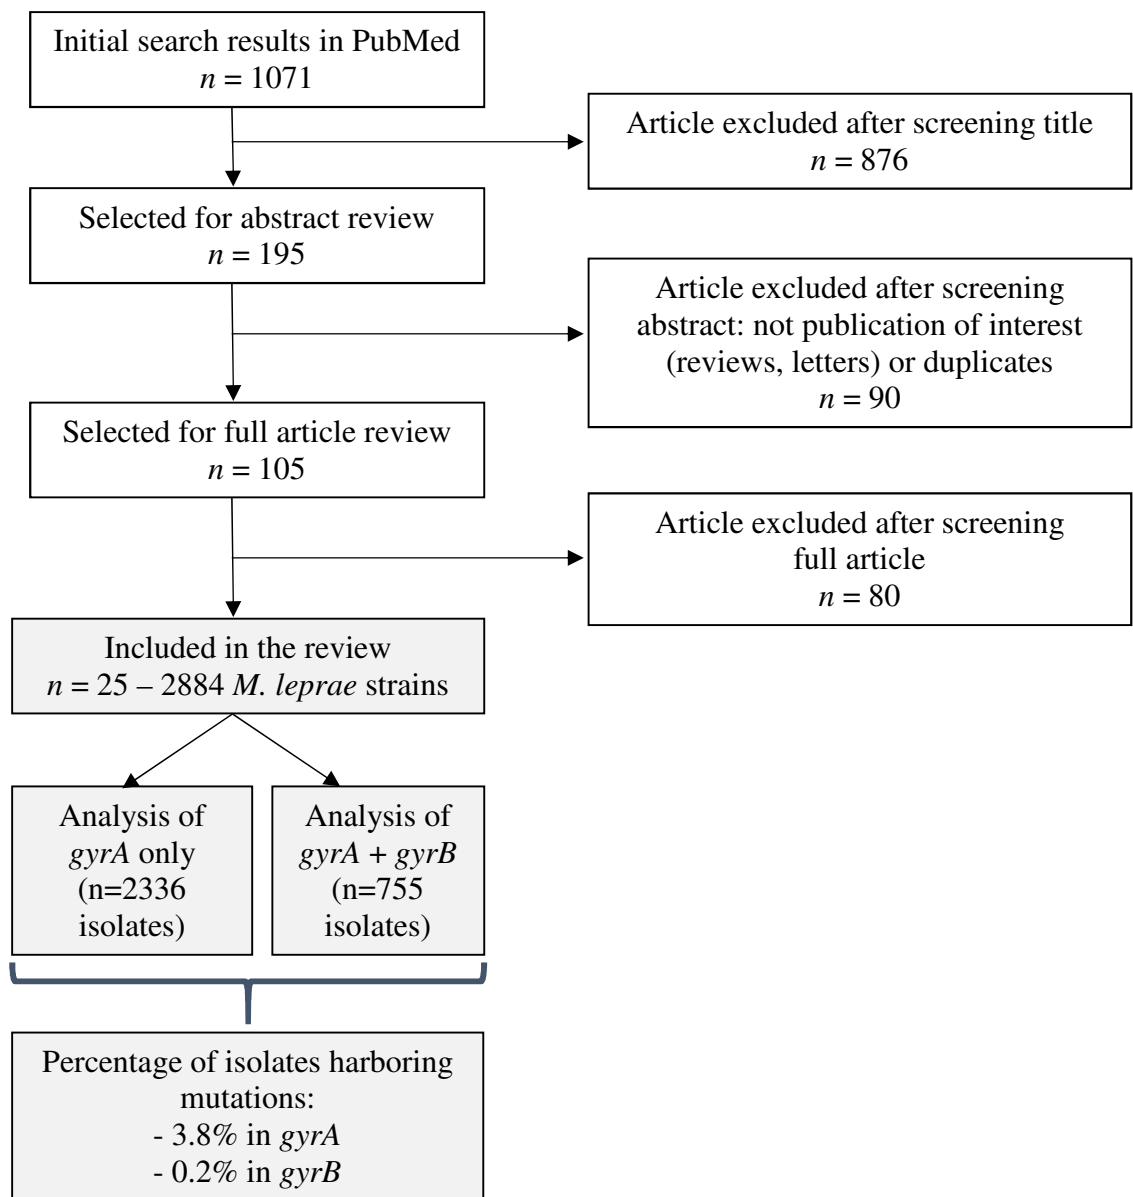 Initial search results in PubMed
n = 1071
Article excluded after screening title
n = 876
Selected for abstract review
n = 195
Article excluded after screening
abstract: not publication of interest
(reviews, letters) or duplicates
n = 90
Selected for full article review
n = 105
Article excluded after screening
full article
n = 80
Included in the review
n = 25 – 2884 M. leprae strains
Analysis of
gyrA only
(n=2336
isolates)
Analysis of
gyrA + gyrB
(n=755
isolates)
Percentage of isolates harboring
mutations:
- 3.8% in gyrA
- 0.2% in gyrB